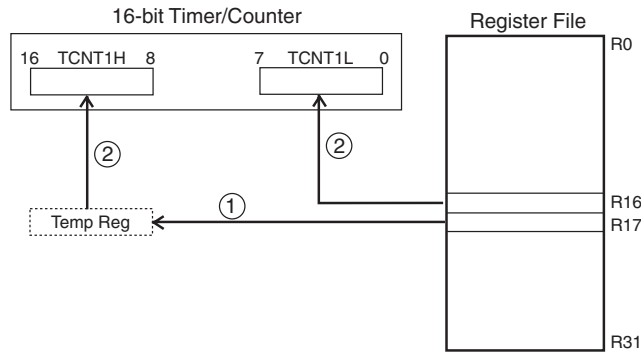 16-bit Timer/Counter
Register File
16 TCNT1H 8
7 TCNT1L 0
R0
②
②
①
Temp Reg
R16
R17
R31